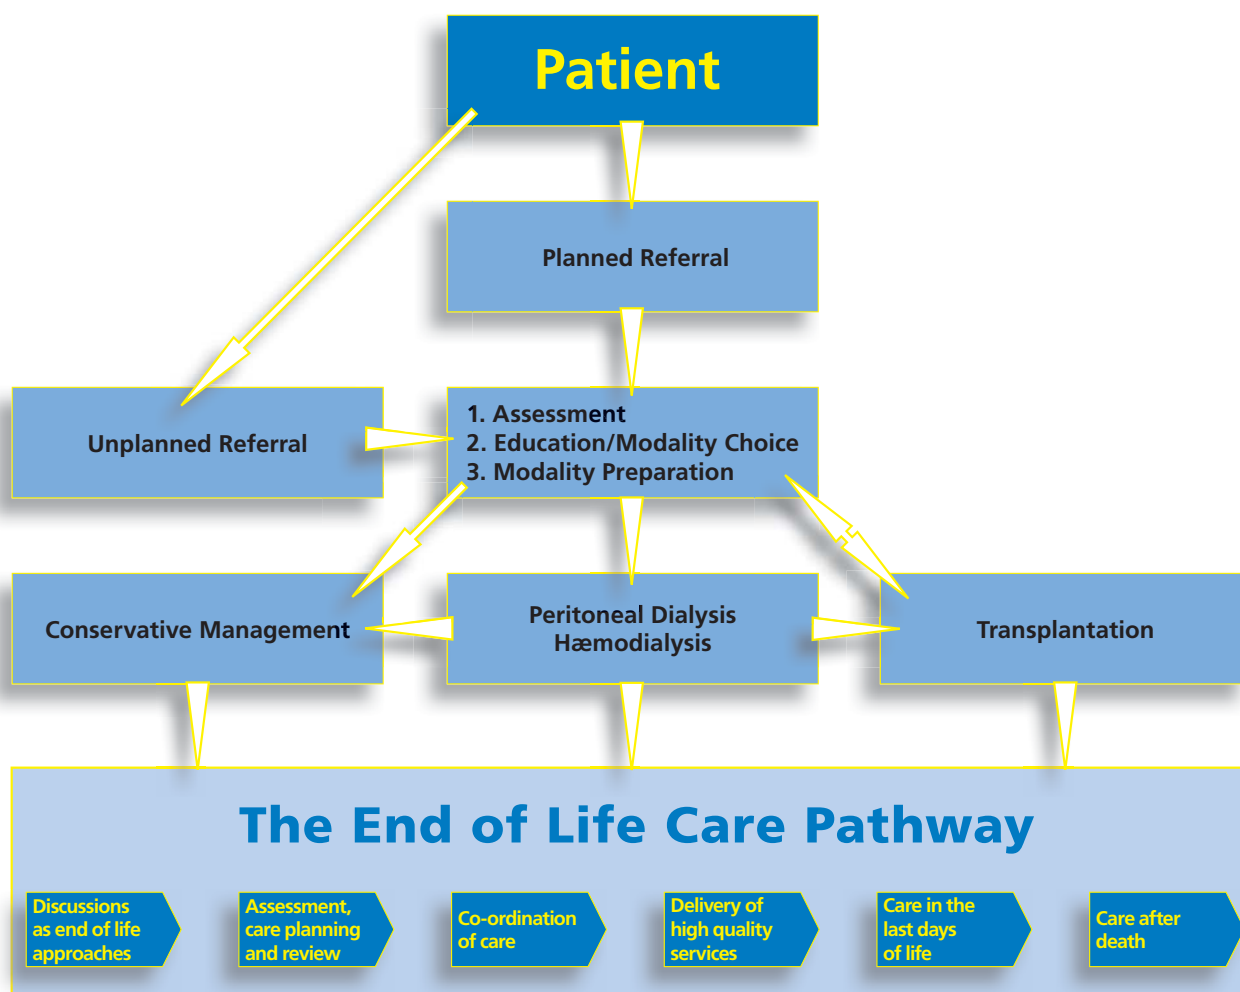 Patient
Planned Referral
Unplanned Referral
1. Assessment
2. Education/Modality Choice
3. Modality Preparation
Conservative Management
Peritoneal Dialysis
Hæmodialysis
Transplantation
The End of Life Care Pathway
Discussions
as end of life
approaches
Assessment,
care planning
and review
Co-ordination
of care
Delivery of
high quality
services
Care in the
last days
of life
Care after
death